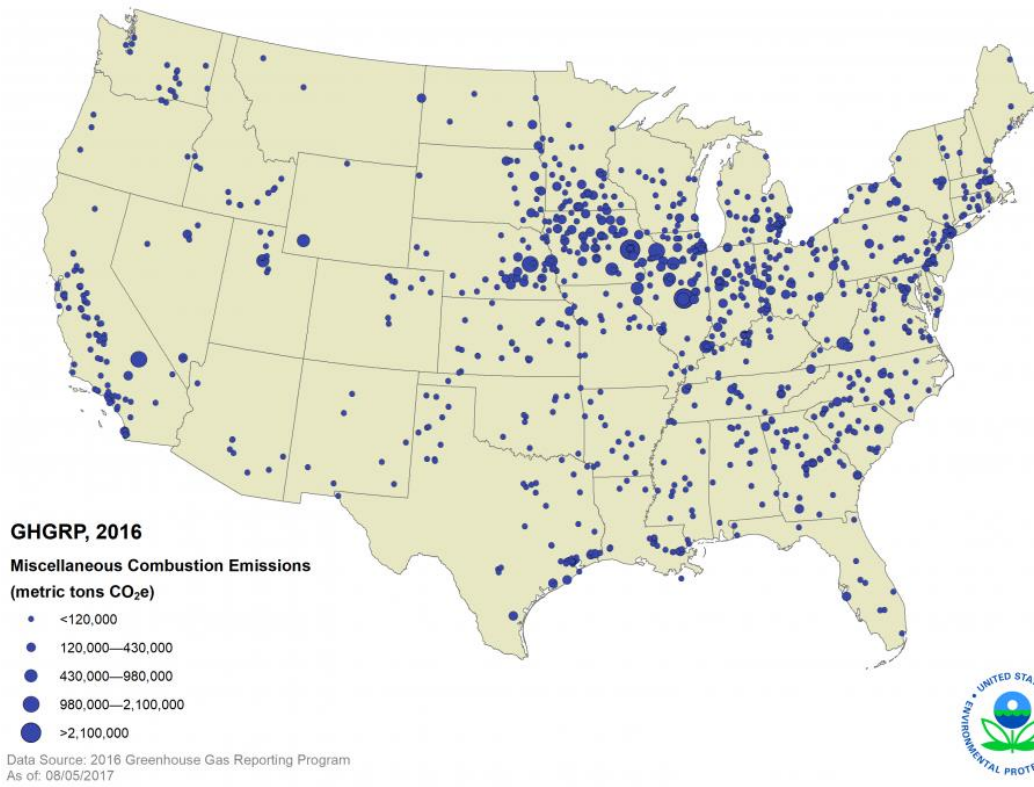 GHGRP, 2016
Miscellaneous Combustion Emissions
(metric tons CO₂e)
<120,000
120,000—430,000
430,000—980,000
980,000—2,100,000
>2,100,000
Data Source: 2016 Greenhouse Gas Reporting Program
As of: 08/05/2017
UNITED STA
ENVIRONMENTAL PROTE